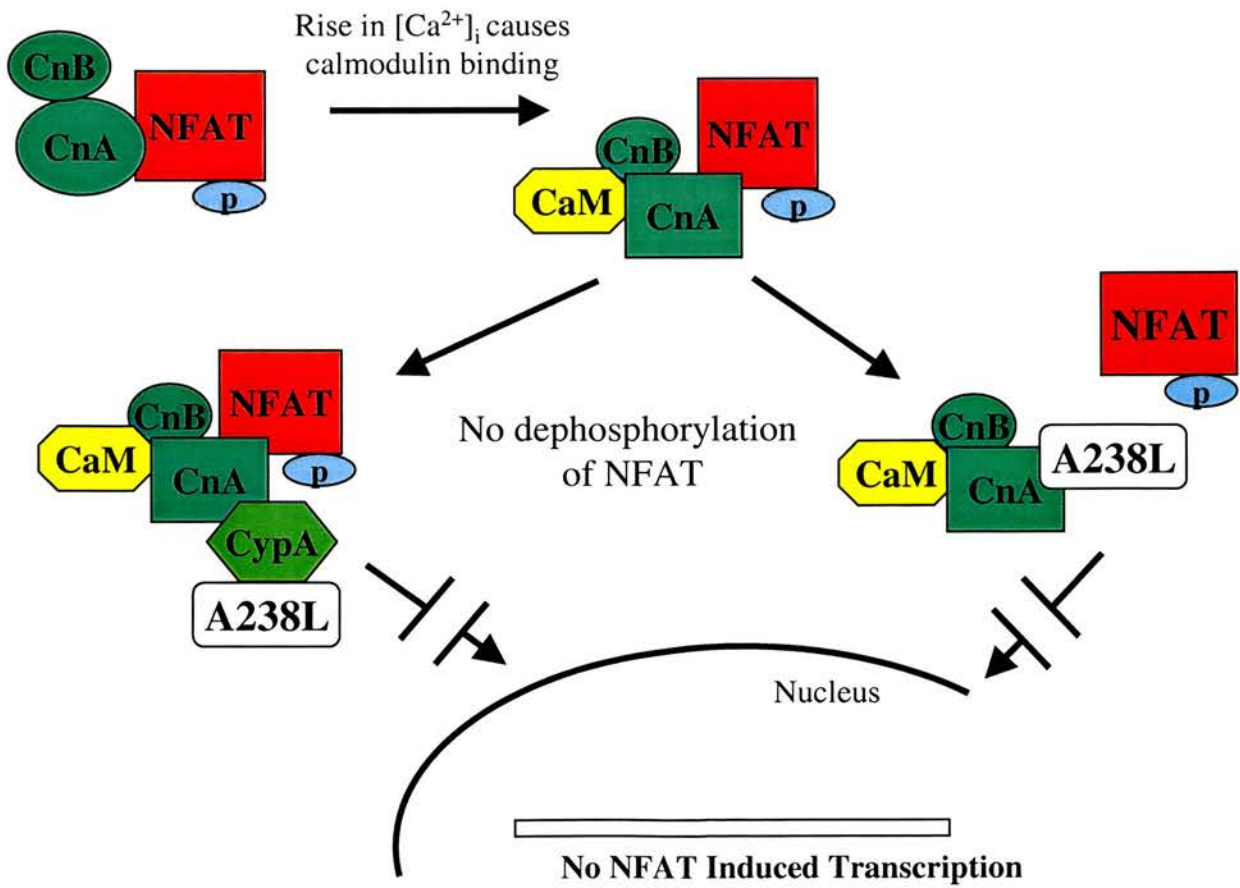 Rise in [Ca²⁺]ᵢ causes
calmodulin binding
CnB
CnA
NFAT
p
CnB
NFAT
CaM
CnA
p
NFAT
p
CnB
NFAT
CaM
CnA
p
CypA
A238L
No dephosphorylation
of NFAT
CnB
A238L
CaM
CnA
Nucleus
No NFAT Induced Transcription